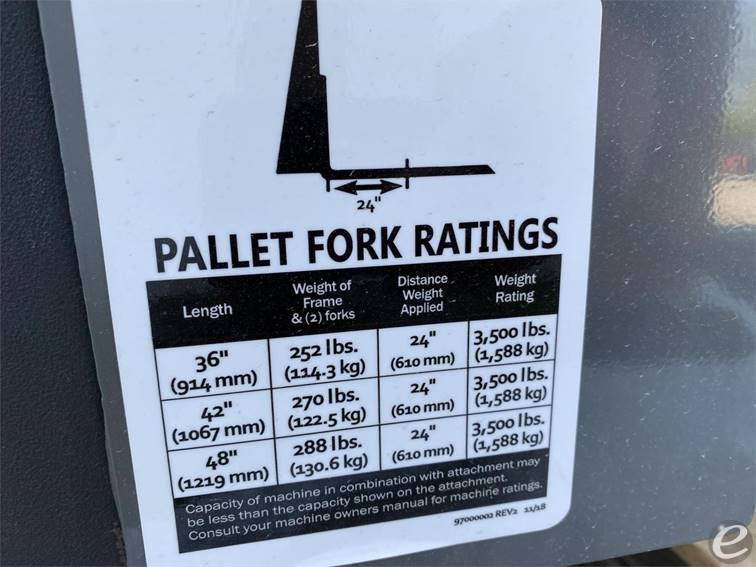 24"
PALLET FORK RATINGS
Length
Weight of
Frame
& (2) forks
Distance
Weight
Applied
Weight
Rating
36"
(914 mm)
252 lbs.
(114.3 kg)
24"
(610 mm)
3,500 lbs.
(1,588 kg)
42"
(1067 mm)
270 lbs.
(122.5 kg)
24"
(610 mm)
3,500 lbs.
(1,588 kg)
48"
(1219 mm)
288 lbs.
(130.6 kg)
24"
(610 mm)
3,500 lbs.
(1,588 kg)
Capacity of machine in combination with attachment may
be less than the capacity shown on the attachment.
Consult your machine owners manual for machine ratings.
97000002 REV2 11/18
e